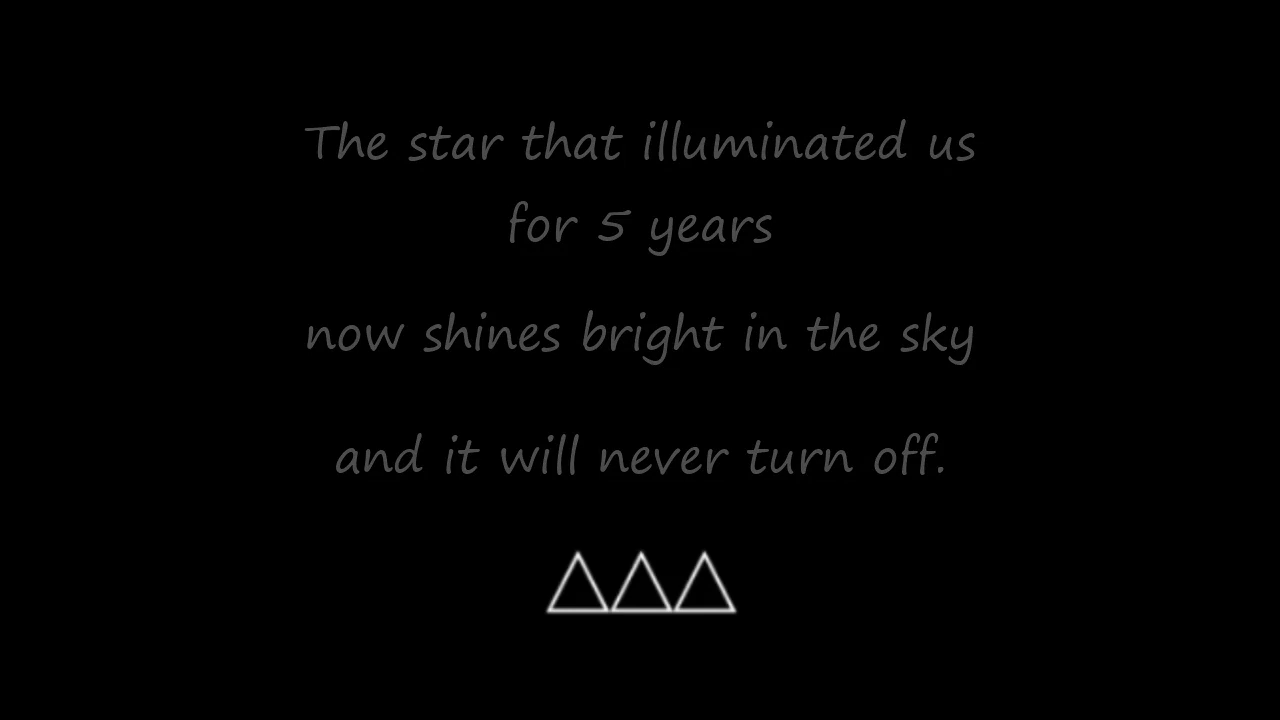 The star that illuminated us
for 5 years
now shines bright in the sky
and it will never turn off.